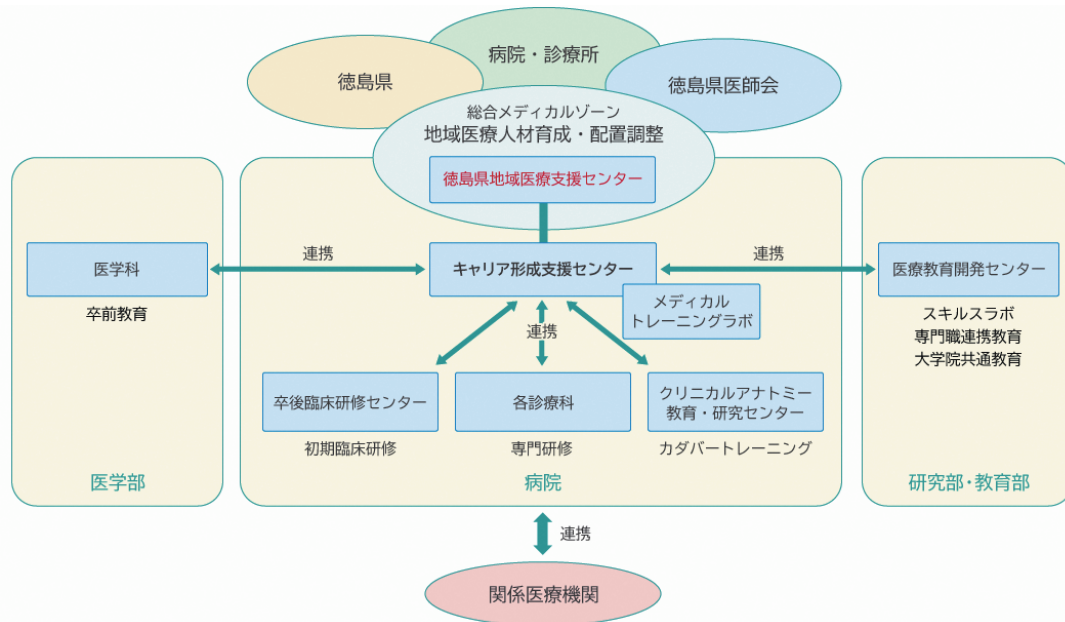 病院・診療所
徳島県
徳島県医師会
総合メディカルゾーン
地域医療人材育成・配置調整
徳島県地域医療支援センター
医学科
卒前教育
連携
キャリア形成支援センター
連携
医療教育開発センター
スキルスラボ
専門職連携教育
大学院共通教育
メディカル
トレーニングラボ
連携
卒後臨床研修センター
初期臨床研修
各診療科
専門研修
クリニカルアナトミー
教育・研究センター
カダバートレーニング
医学部
病院
研究部・教育部
連携
関係医療機関